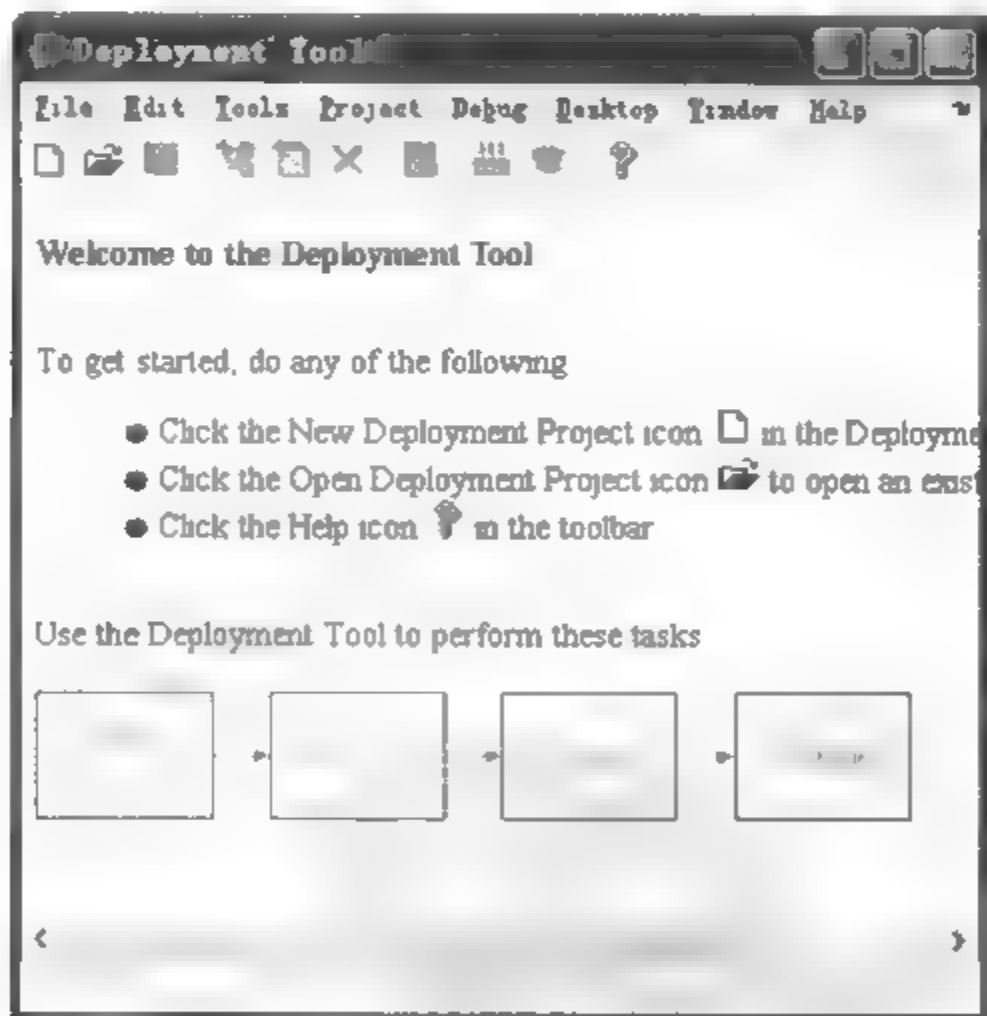 Deployment Tool
File Edit Tools Project Debug Desktop Window Help
Welcome to the Deployment Tool
To get started, do any of the following
Click the New Deployment Project icon in the Deployme
Click the Open Deployment Project icon to open an exist
Click the Help icon in the toolbar
Use the Deployment Tool to perform these tasks